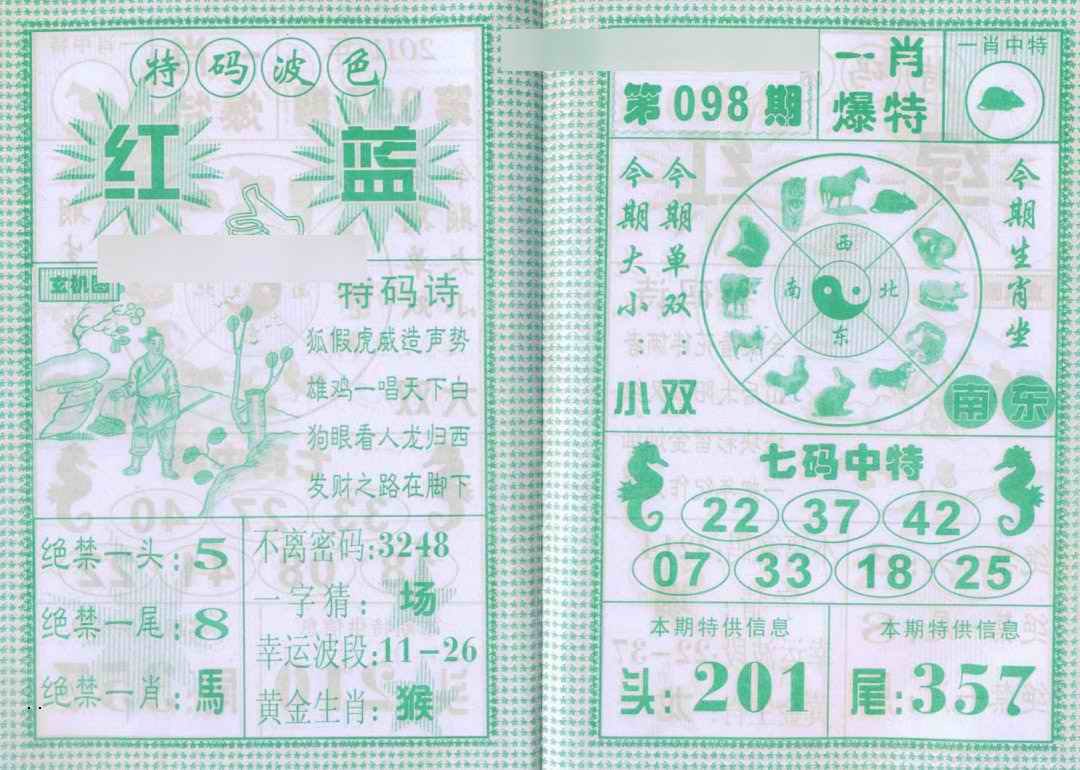 特码波色
红 蓝
玄机图
特码诗
狐假虎威造声势
雄鸡一唱天下白
狗眼看人龙归西
发财之路在脚下
绝禁一头:5
绝禁一尾:8
绝禁一肖:馬
不离密码:3248
一字猜:场
幸运波段:11-26
黄金生肖:猴
第098期
一肖
爆特
一肖中特
今期大小:小
今期单双:双
西
南
北
东
今期生肖坐
南东
七码中特
22 37 42
07 33 18 25
本期特供信息
头:201
本期特供信息
尾:357